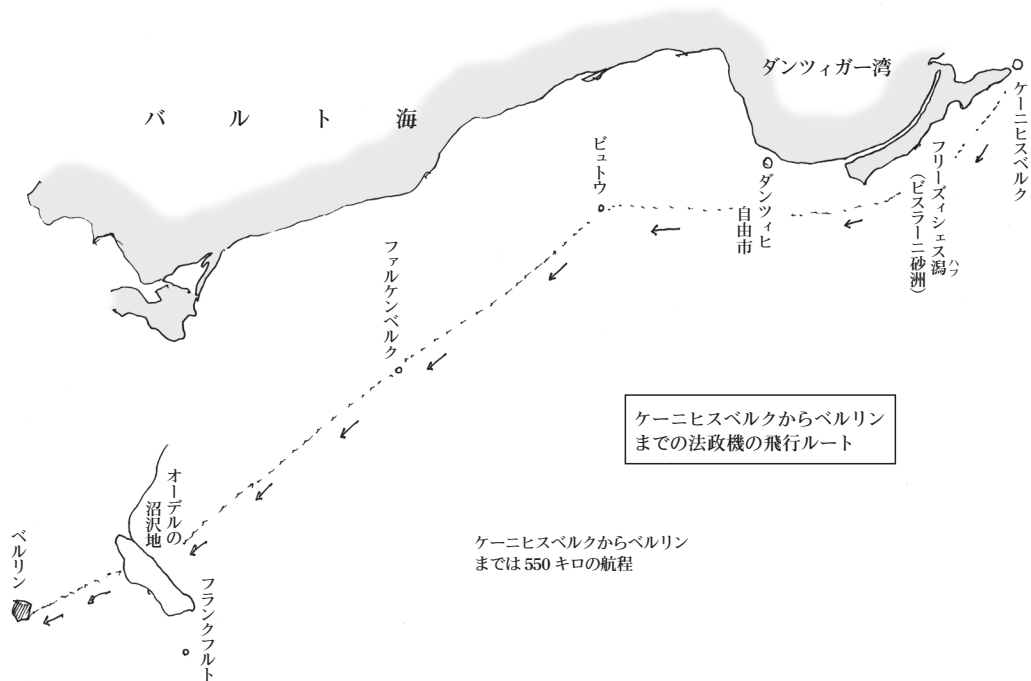 バルト海
ダンツィガー湾
ケーニヒスベルク
フリーズィシェス潟
ハフ
(ビスラーニ砂洲)
ダンツィヒ
自由市
ビュトウ
ファルケンベルク
ケーニヒスベルクからベルリン
までの法政機の飛行ルート
オーデルの
沼沢地
ケーニヒスベルクからベルリン
までは 550 キロの航程
ベルリン
フランクフルト